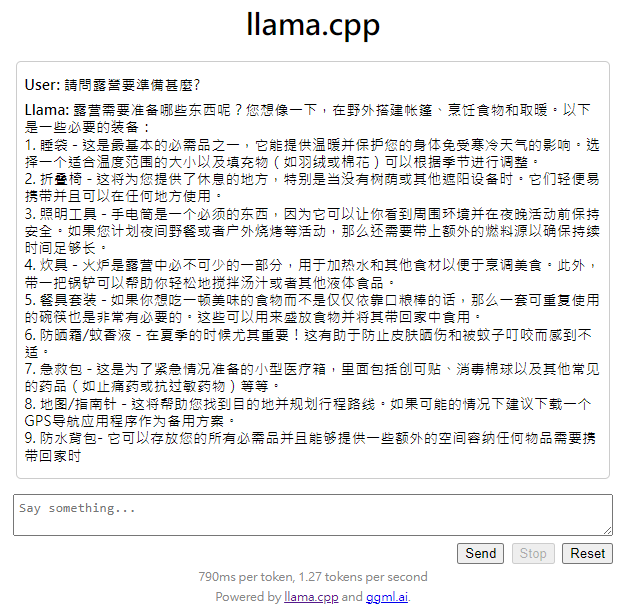 llama.cpp
User: 請問露營要準備甚麼?
Llama: 露营需要准备哪些东西呢？您想像一下，在野外搭建帐篷、烹饪食物和取暖。以下
是一些必要的装备：
1. 睡袋 - 这是最基本的必需品之一，它能提供温暖并保护您的身体免受寒冷天气的影响。选
择一个适合温度范围的大小以及填充物（如羽绒或棉花）可以根据季节进行调整。
2. 折叠椅 - 这将为您提供了休息的地方，特别是当没有树荫或其他遮阳设备时。它们轻便易
携带并且可以在任何地方使用。
3. 照明工具 - 手电筒是一个必须的东西，因为它可以让你看到周围环境并在夜晚活动前保持
安全。如果您计划夜间野餐或者户外烧烤等活动，那么还需要带上额外的燃料源以确保持续
时间足够长。
4. 炊具 - 火炉是露营中必不可少的一部分，用于加热水和其他食材以便于烹调美食。此外，
带一把锅铲可以帮助你轻松地搅拌汤汁或者其他液体食品。
5. 餐具套装 - 如果你想吃一顿美味的食物而不是仅仅依靠口粮棒的话，那么一套可重复使用
的碗筷也是非常有必要的。这些可以用来盛放食物并将其带回家中食用。
6. 防晒霜/蚊香液 - 在夏季的时候尤其重要！这有助于防止皮肤晒伤和被蚊子叮咬而感到不
适。
7. 急救包 - 这是为了紧急情况准备的小型医疗箱，里面包括创可贴、消毒棉球以及其他常见
的药品（如止痛药或抗过敏药物）等等。
8. 地图/指南针 - 这将帮助您找到目的地并规划行程路线。如果可能的情况下建议下载一个
GPS导航应用程序作为备用方案。
9. 防水背包- 它可以存放您的所有必需品并且能够提供一些额外的空间容纳任何物品需要携
带回家时
Say something...
Send Stop Reset
790ms per token, 1.27 tokens per second
Powered by llama.cpp and ggml.ai.